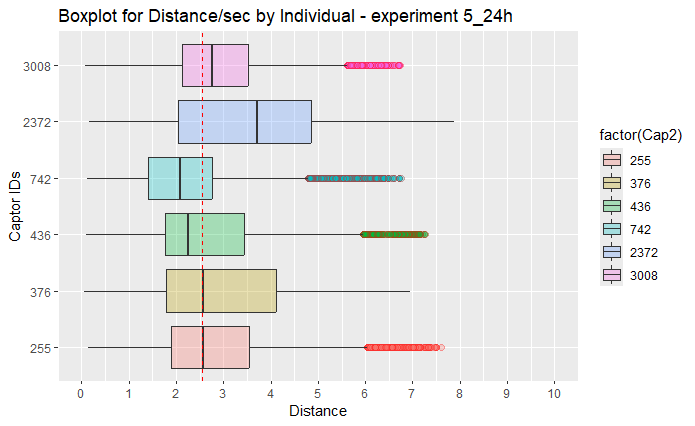 Boxplot for Distance/sec by Individual - experiment 5_24h
3008
2372
742
436
376
255
Captor IDs
0 1 2 3 4 5 6 7 8 9 10
Distance
factor(Cap2)
255
376
436
742
2372
3008